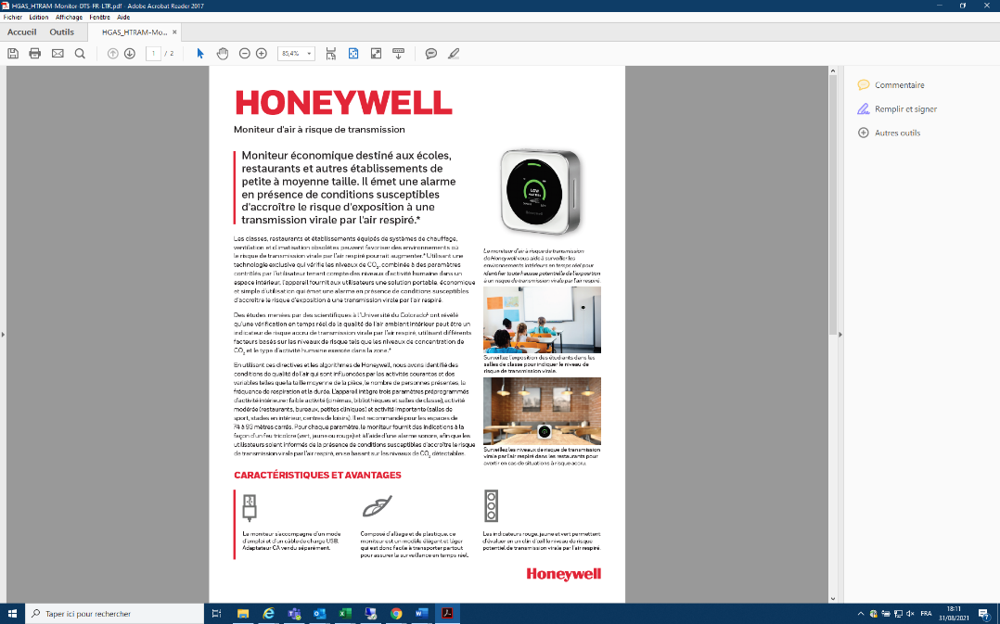 HGAS_HTRAM-Monitor-DTS-FR-LTR.pdf - Adobe Acrobat Reader 2017
Fichier Edition Affichage Fenêtre Aide
Accueil Outils HGAS_HTRAM-Mo... ×
1 / 2 85,4%
Commentaire
Remplir et signer
Autres outils
HONEYWELL
Moniteur d'air à risque de transmission
Moniteur économique destiné aux écoles,
restaurants et autres établissements de
petite à moyenne taille. Il émet une alarme
en présence de conditions susceptibles
d'accroître le risque d'exposition à une
transmission virale par l'air respiré.*
Les classes, restaurants et établissements équipés de systèmes de chauffage,
ventilation et climatisation obsolètes peuvent favoriser des environnements où
le risque de transmission virale par l'air respiré pourrait augmenter.* Utilisant une
technologie exclusive qui vérifie les niveaux de CO2, combinée à des paramètres
contrôlés par l'utilisateur tenant compte des niveaux d'activité humaine dans un
espace intérieur, l'appareil fournit aux utilisateurs une solution portable, économique
et simple d'utilisation qui émet une alarme en présence de conditions susceptibles
d'accroître le risque d'exposition à une transmission virale par l'air respiré.
Des études menées par des scientifiques à l'Université du Colorado¹ ont révélé
qu'une vérification en temps réel de la qualité de l'air ambiant intérieur peut être un
indicateur de risque accru de transmission virale par l'air respiré, utilisant différents
facteurs basés sur les niveaux de risque tels que les niveaux de concentration de
CO2 et le type d'activité humaine exercée dans la zone.*
En utilisant ces directives et les algorithmes de Honeywell, nous avons identifié des
conditions de qualité de l'air qui sont influencées par les activités courantes et des
variables telles que la taille moyenne de la pièce, le nombre de personnes présentes, la
fréquence de respiration et la durée. L'appareil intègre trois paramètres préprogrammés
d'activité intérieure: faible activité (cinémas, bibliothèques et salles de classe), activité
modérée (restaurants, bureaux, petites cliniques) et activité importante (salles de
sport, stades en intérieur, centres de loisirs). Il est recommandé pour les espaces de
74 à 93 mètres carrés. Pour chaque paramètre, le moniteur fournit des indications à la
façon d'un feu tricolore (vert, jaune ou rouge) et à l'aide d'une alarme sonore, afin que les
utilisateurs soient informés de la présence de conditions susceptibles d'accroître le risque
de transmission virale par l'air respiré, en se basant sur les niveaux de CO2 détectables.
LOW
Honeywell
Le moniteur d'air à risque de transmission
de Honeywell vous aide à surveiller les
environnements intérieurs en temps réel pour
identifier toute hausse potentielle de l'exposition
à un risque de transmission virale par l'air respiré.
Surveillez l'exposition des étudiants dans les
salles de classe pour indiquer le niveau de
risque de transmission virale.
Surveillez les niveaux de risque de transmission
virale par l'air respiré dans les restaurants pour
avertir en cas de situations à risque accru.
CARACTÉRISTIQUES ET AVANTAGES
Le moniteur s'accompagne d'un mode
d'emploi et d'un câble de charge USB.
Adaptateur CA vendu séparément.
Composé d'alliage et de plastique, ce
moniteur est un modèle élégant et léger
qui est donc facile à transporter partout
pour assurer la surveillance en temps réel.
Les indicateurs rouge, jaune et vert permettent
d'évaluer en un clin d'œil le niveau de risque
potentiel de transmission virale par l'air respiré.
Honeywell
Taper ici pour rechercher
FRA
18:11
31/08/2021